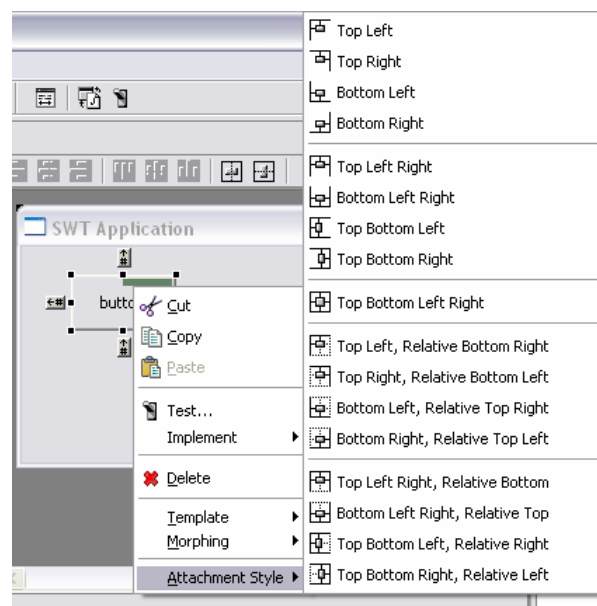 SWT Application
butto
Cut
Copy
Paste
Test...
Implement
Delete
Template
Morphing
Attachment Style
Top Left
Top Right
Bottom Left
Bottom Right
Top Left Right
Bottom Left Right
Top Bottom Left
Top Bottom Right
Top Bottom Left Right
Top Left, Relative Bottom Right
Top Right, Relative Bottom Left
Bottom Left, Relative Top Right
Bottom Right, Relative Top Left
Top Left Right, Relative Bottom
Bottom Left Right, Relative Top
Top Bottom Left, Relative Right
Top Bottom Right, Relative Left